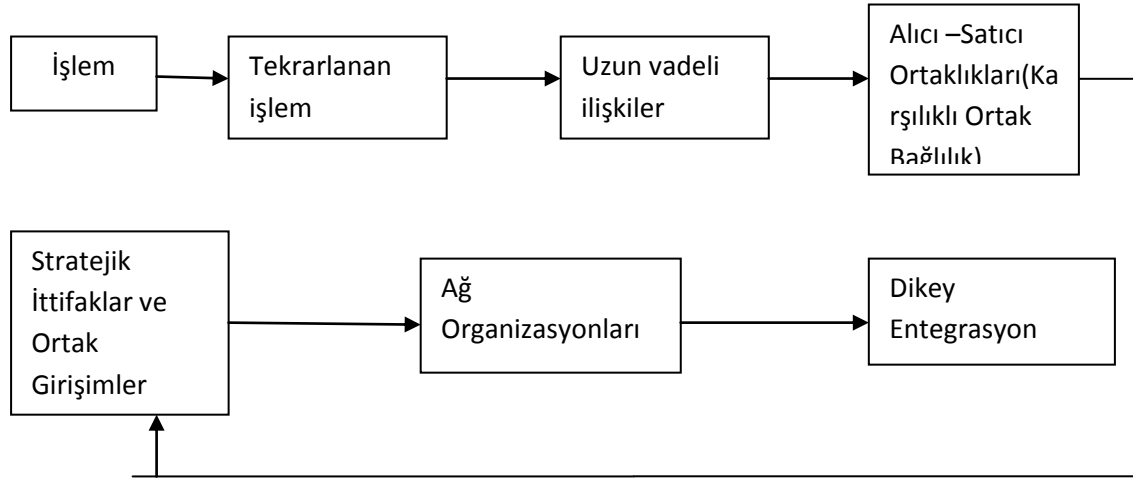 İşlem
Tekrarlanan
işlem
Uzun vadeli
ilişkiler
Alıcı –Satıcı
Ortaklıkları(Ka
rşılıklı Ortak
Bağlılık)
Stratejik
İttifaklar ve
Ortak
Girişimler
Ağ
Organizasyonları
Dikey
Entegrasyon